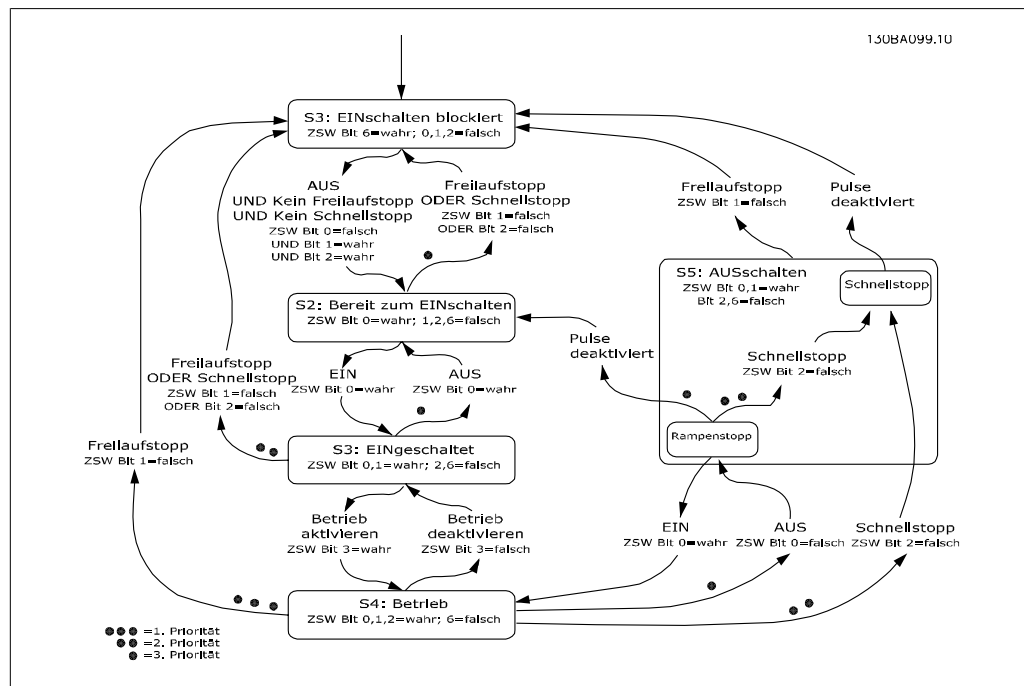 130BA099.10
S3: EINschalten blockiert
ZSW Bit 6=wahr; 0,1,2=falsch
AUS
UND Kein Freilaufstopp
UND Kein Schnellstopp
ZSW Bit 0=falsch
UND Bit 1=wahr
UND Bit 2=wahr
Freilaufstopp
ODER Schnellstopp
ZSW Bit 1=falsch
ODER Bit 2=falsch
Freilaufstopp
ZSW Bit 1=falsch
Pulse
deaktiviert
S5: AUSschalten
ZSW Bit 0,1=wahr
Bit 2,6=falsch
Schnellstopp
S2: Bereit zum EINschalten
ZSW Bit 0=wahr; 1,2,6=falsch
Pulse
deaktiviert
Schnellstopp
ZSW Bit 2=falsch
EIN
ZSW Bit 0=wahr
AUS
ZSW Bit 0=wahr
Freilaufstopp
ODER Schnellstopp
ZSW Bit 1=falsch
ODER Bit 2=falsch
Rampenstopp
Freilaufstopp
ZSW Bit 1=falsch
S3: EINgeschaltet
ZSW Bit 0,1=wahr; 2,6=falsch
Betrieb
aktivieren
ZSW Bit 3=wahr
Betrieb
deaktivieren
ZSW Bit 3=falsch
EIN
ZSW Bit 0=wahr
AUS
ZSW Bit 0=falsch
Schnellstopp
ZSW Bit 2=falsch
S4: Betrieb
ZSW Bit 0,1,2=wahr; 6=falsch
=1. Priorität
=2. Priorität
=3. Priorität